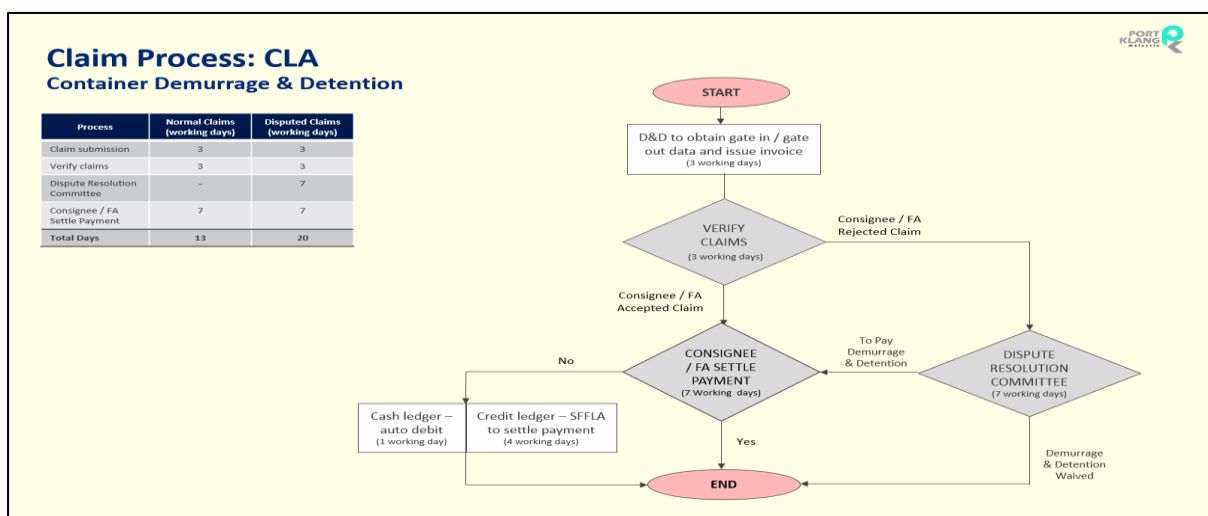 Claim Process: CLA
Container Demurrage & Detention
PORT
KLANG
malaysia
Process Normal Claims (working days) Disputed Claims (working days)
Claim submission 3 3
Verify claims 3 3
Dispute Resolution Committee - 7
Consignee / FA Settle Payment 7 7
Total Days 13 20
START
D&D to obtain gate in / gate
out data and issue invoice
(3 working days)
VERIFY
CLAIMS
(3 working days)
Consignee / FA
Rejected Claim
Consignee / FA
Accepted Claim
CONSIGNEE
/ FA SETTLE
PAYMENT
(7 Working days)
To Pay
Demurrage
& Detention
DISPUTE
RESOLUTION
COMMITTEE
(7 working days)
No
Cash ledger –
auto debit
(1 working day)
Credit ledger – SFFLA
to settle payment
(4 working days)
Yes
Demurrage
& Detention
Waived
END